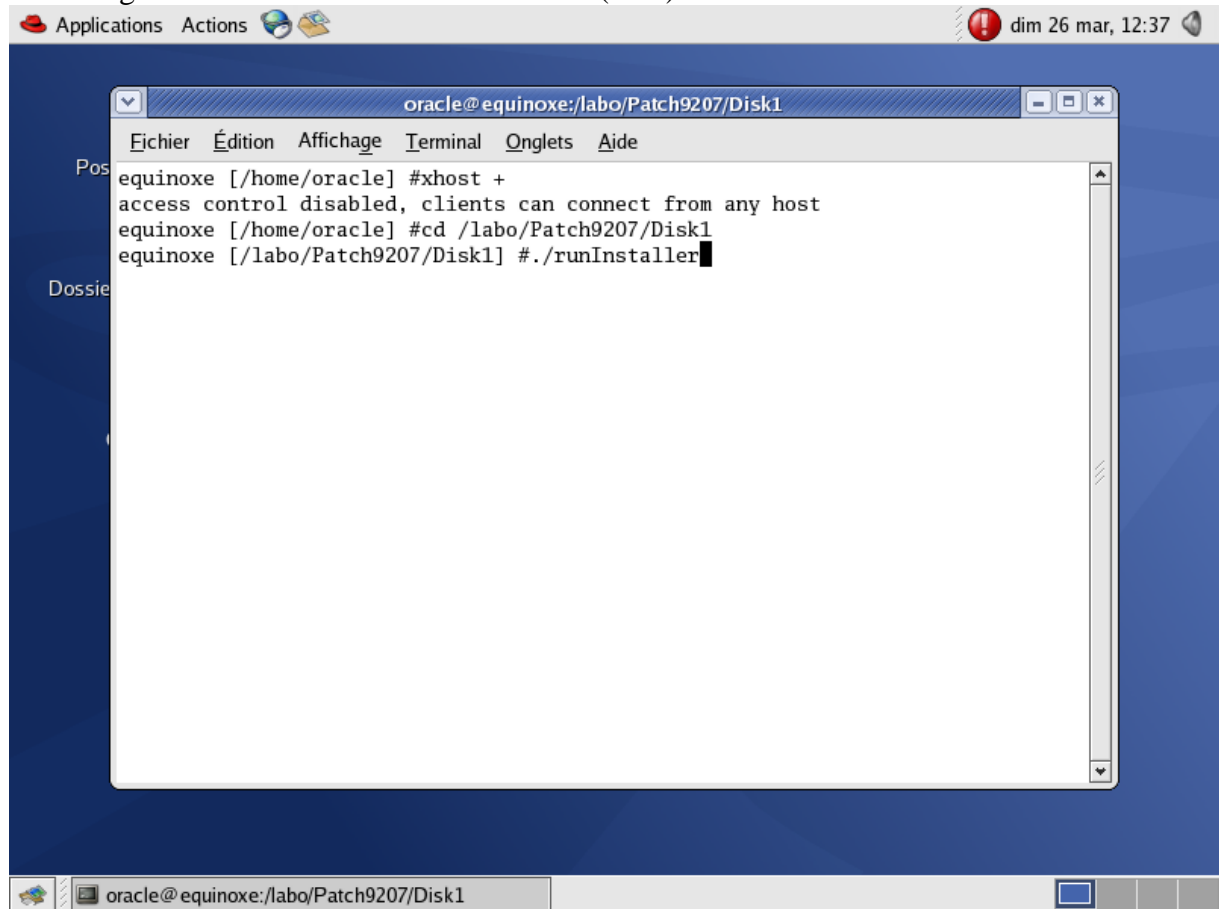 Applications Actions dim 26 mar, 12:37
oracle@equinoxe:/labo/Patch9207/Disk1
Fichier Édition Affichage Terminal Onglets Aide
Pos
equinoxe [/home/oracle] #xhost +
access control disabled, clients can connect from any host
equinoxe [/home/oracle] #cd /labo/Patch9207/Disk1
equinoxe [/labo/Patch9207/Disk1] #./runInstaller
Dossie
oracle@equinoxe:/labo/Patch9207/Disk1